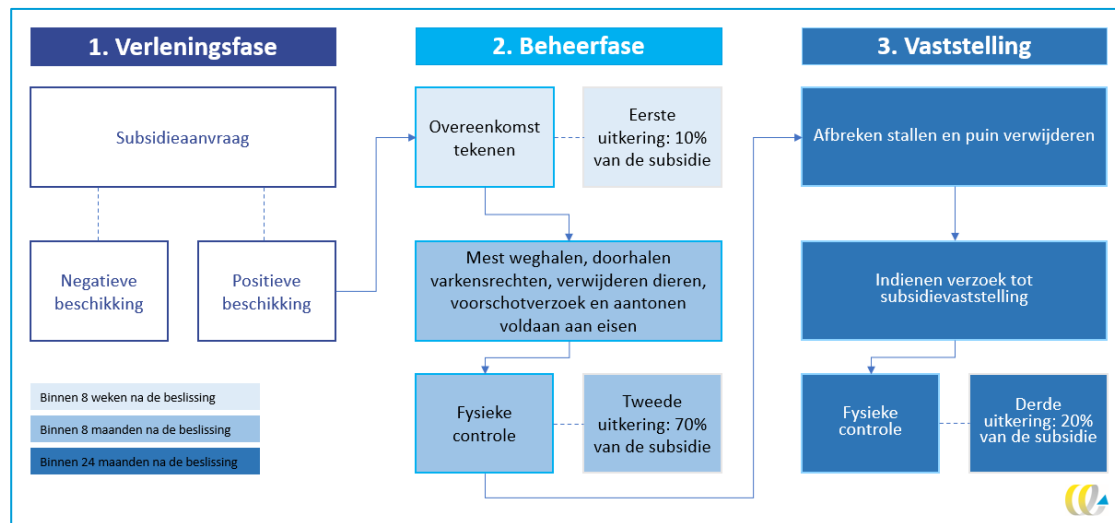 1. Verleningsfase
Subsidieaanvraag
Negatieve
beschikking
Positieve
beschikking
Binnen 8 weken na de beslissing
Binnen 8 maanden na de beslissing
Binnen 24 maanden na de beslissing
2. Beheerfase
Overeenkomst
tekenen
Eerste
uitkering: 10%
van de subsidie
Mest weghalen, doorhalen
varkensrechten, verwijderen dieren,
voorschotverzoek en aantonen
voldaan aan eisen
Fysieke
controle
Tweede
uitkering: 70%
van de subsidie
3. Vaststelling
Afbreken stallen en puin verwijderen
Indienen verzoek tot
subsidievaststelling
Fysieke
controle
Derde
uitkering: 20%
van de subsidie